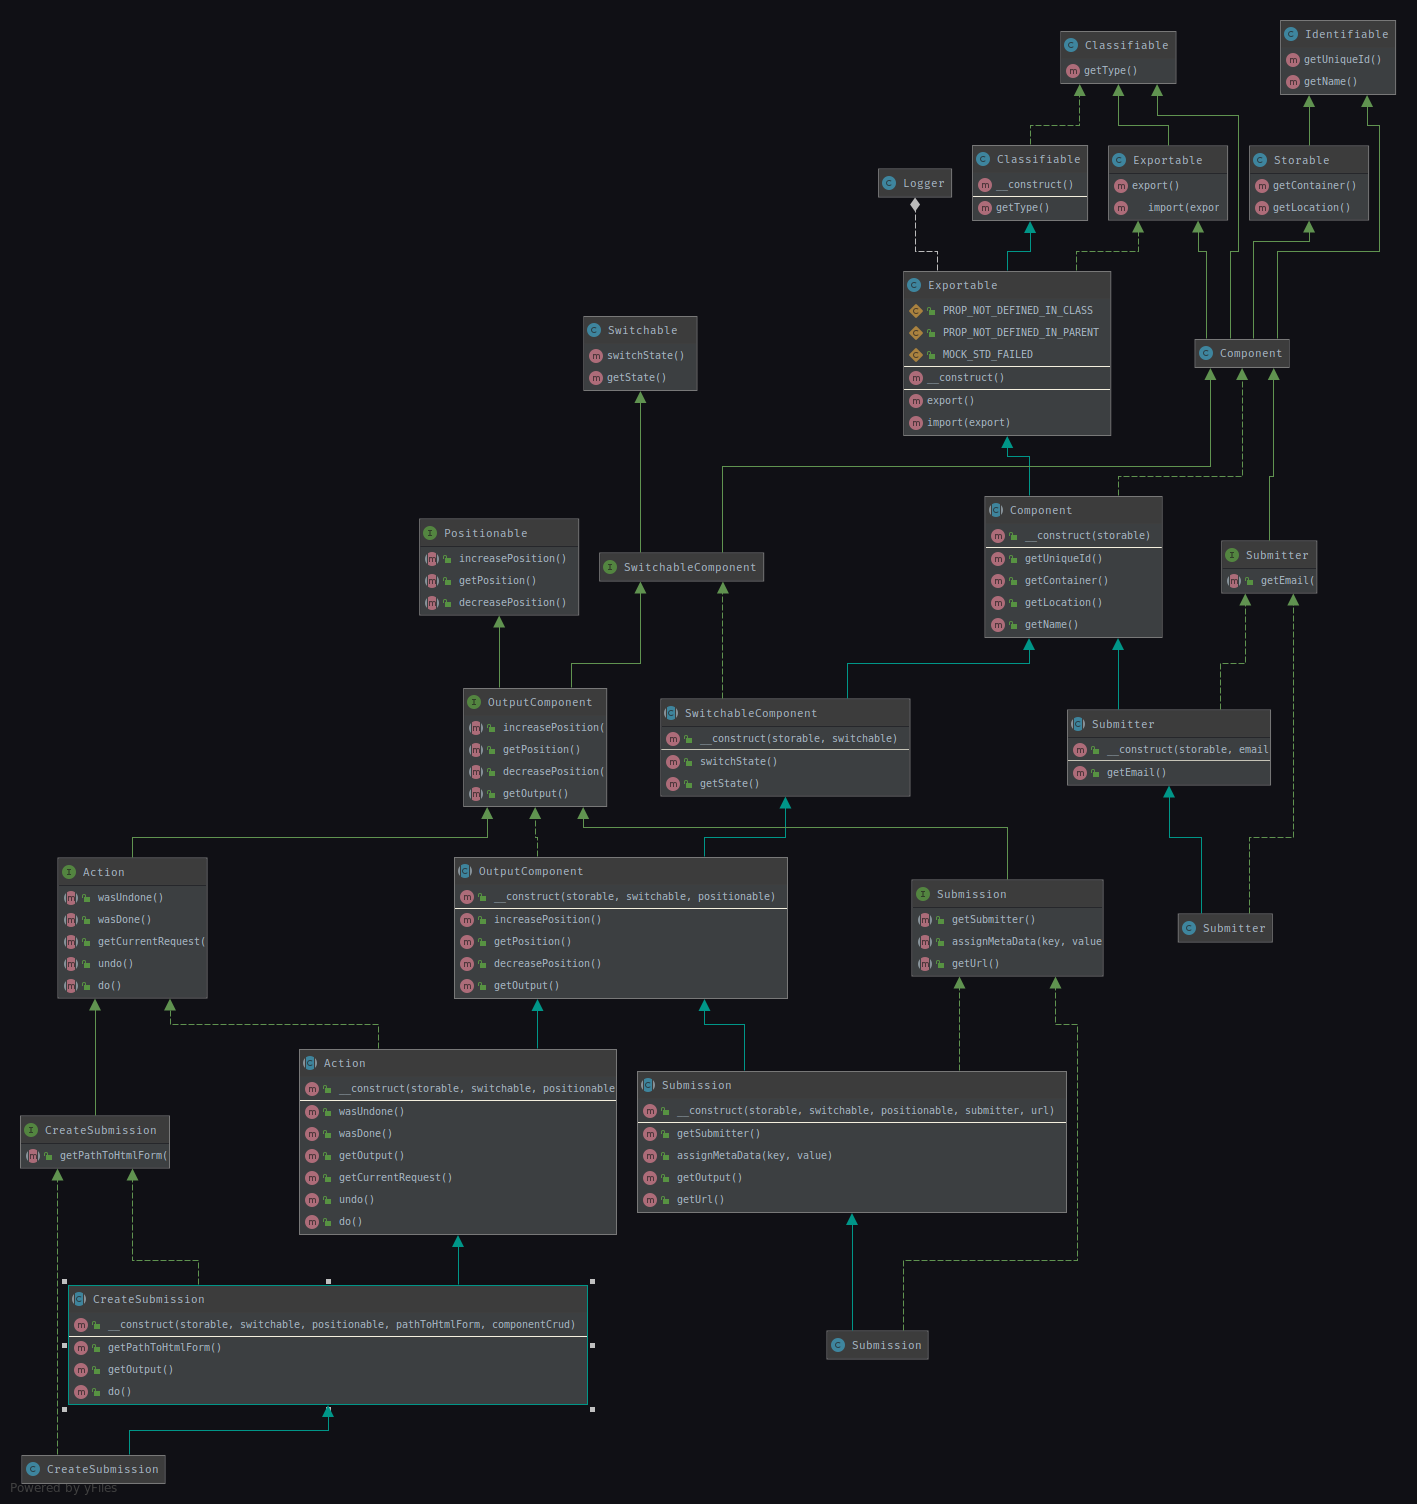 Classifiable
getType()
Identifiable
getUniqueId()
getName()
Logger
Classifiable
__construct()
getType()
Exportable
export()
import(expor
Storable
getContainer()
getLocation()
Exportable
PROP_NOT_DEFINED_IN_CLASS
PROP_NOT_DEFINED_IN_PARENT
MOCK_STD_FAILED
__construct()
export()
import(export)
Switchable
switchState()
getState()
Component
Positionable
increasePosition()
getPosition()
decreasePosition()
SwitchableComponent
Component
__construct(storable)
getUniqueId()
getContainer()
getLocation()
getName()
Submitter
getEmail(
OutputComponent
increasePosition(
getPosition()
decreasePosition(
getOutput()
SwitchableComponent
__construct(storable, switchable)
switchState()
getState()
Submitter
__construct(storable, email
getEmail()
Action
wasUndone()
wasDone()
getCurrentRequest(
undo()
do()
OutputComponent
__construct(storable, switchable, positionable)
increasePosition()
getPosition()
decreasePosition()
getOutput()
Submission
getSubmitter()
assignMetaData(key, value
getUrl()
Submitter
Action
__construct(storable, switchable, positionable
wasUndone()
wasDone()
getOutput()
getCurrentRequest()
undo()
do()
Submission
__construct(storable, switchable, positionable, submitter, url)
getSubmitter()
assignMetaData(key, value)
getOutput()
getUrl()
CreateSubmission
getPathToHtmlForm(
CreateSubmission
__construct(storable, switchable, positionable, pathToHtmlForm, componentCrud)
getPathToHtmlForm()
getOutput()
do()
Submission
CreateSubmission
Powered by yFiles